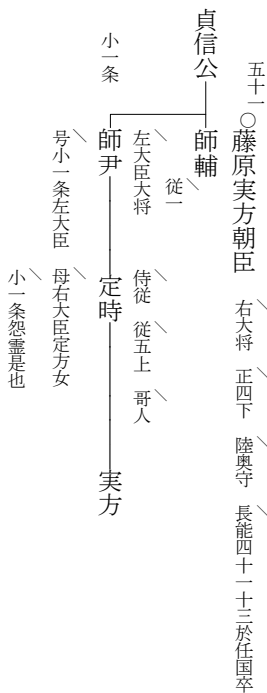 五十一〇藤原実方朝臣
右大将 正四下 陸奥守 長能四十一十三於任国卒
貞信公
師輔
従一
小一条
師尹
左大臣大将
号小一条左大臣
定時
侍従 従五上 哥人
母右大臣定方女
小一条怨霊是也
実方